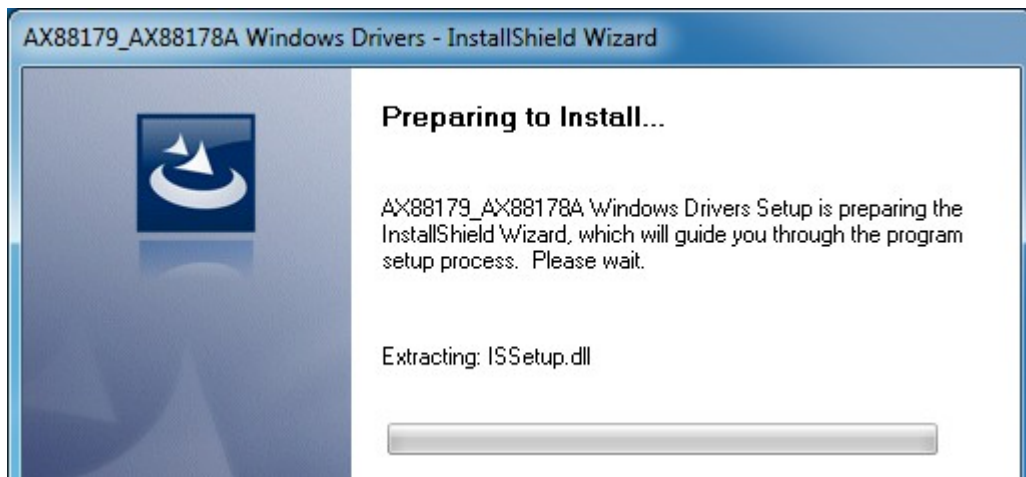 AX88179_AX88178A Windows Drivers - InstallShield Wizard
Preparing to Install...
AX88179_AX88178A Windows Drivers Setup is preparing the
InstallShield Wizard, which will guide you through the program
setup process.  Please wait.
Extracting: ISSetup.dll